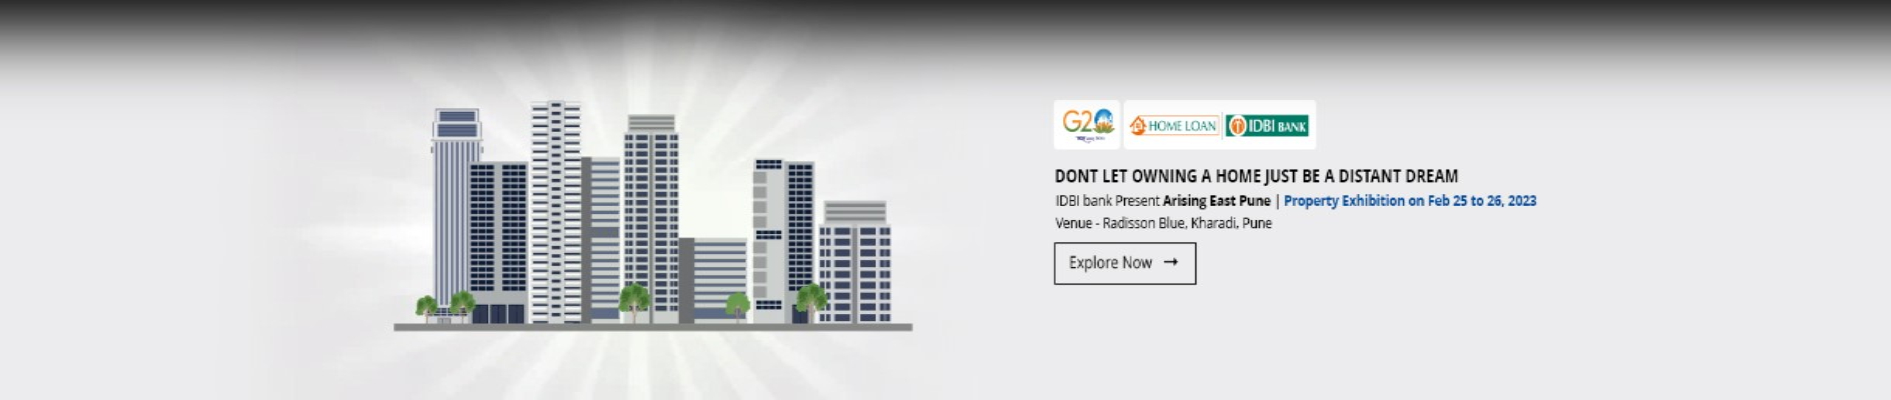 G20
HOME LOAN IDBI BANK
DONT LET OWNING A HOME JUST BE A DISTANT DREAM
IDBI bank Present Arising East Pune | Property Exhibition on Feb 25 to 26, 2023
Venue - Radisson Blue, Kharadi, Pune
Explore Now →